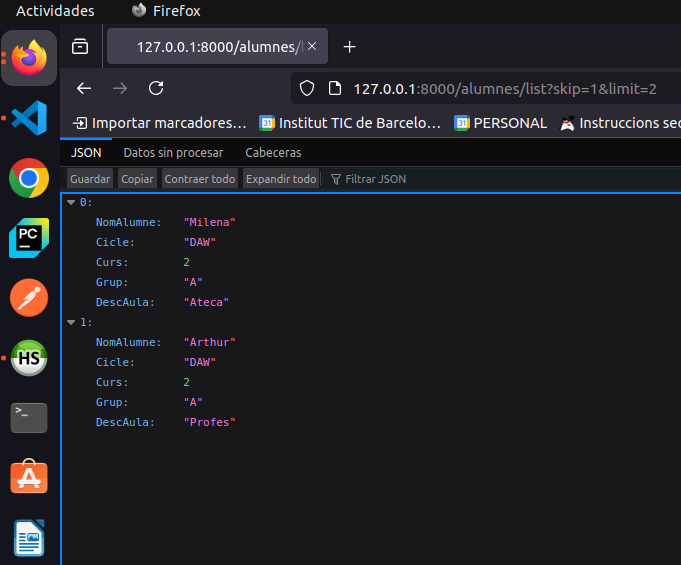 Actividades Firefox
127.0.0.1:8000/alumnes/l
127.0.0.1:8000/alumnes/list?skip=1&limit=2
Importar marcadores… Institut TIC de Barcelo… PERSONAL Instruccions sec
JSON Datos sin procesar Cabeceras
Guardar Copiar Contraer todo Expandir todo Filtrar JSON
0:
NomAlumne: "Milena"
Cicle: "DAW"
Curs: 2
Grup: "A"
DescAula: "Ateca"
1:
NomAlumne: "Arthur"
Cicle: "DAW"
Curs: 2
Grup: "A"
DescAula: "Profes"
PC
HS
>_